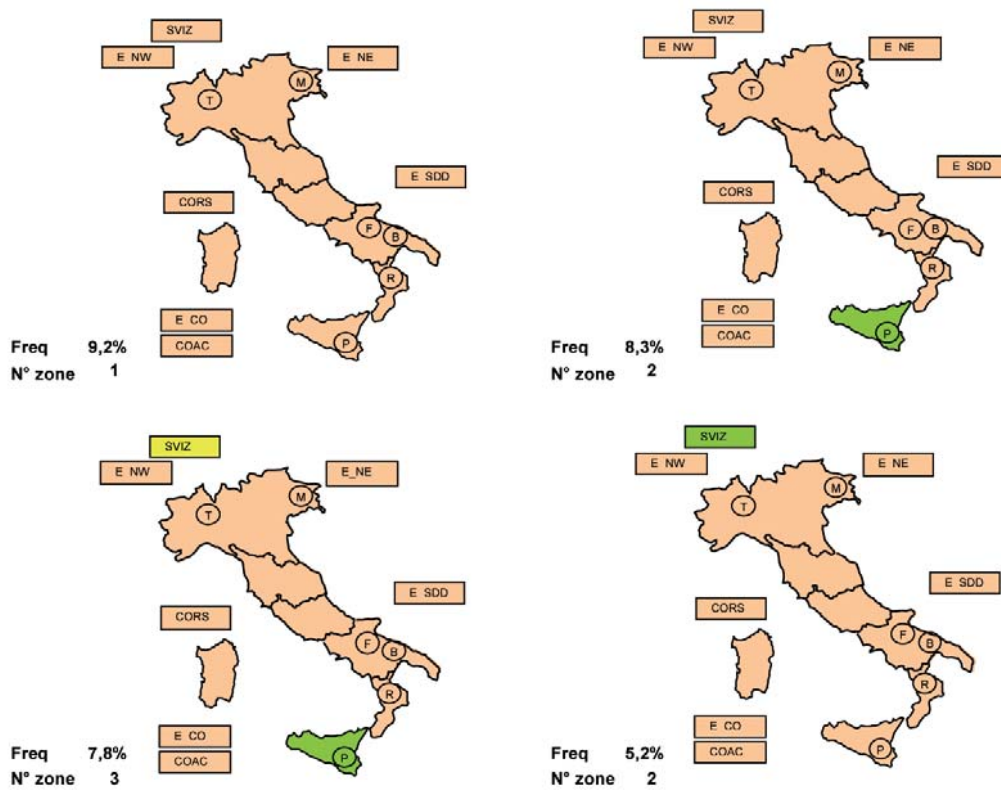 SVIZ
E NW
E NE
M
T
E SDD
CORS
F
B
R
E CO
COAC
P
Freq 9,2%
N° zone 1
SVIZ
E NW
E NE
M
T
E SDD
CORS
F
B
R
E CO
COAC
P
Freq 8,3%
N° zone 2
SVIZ
E NW
E_NE
M
T
E SDD
CORS
F
B
R
E CO
COAC
P
Freq 7,8%
N° zone 3
SVIZ
E NW
E NE
M
T
E SDD
CORS
F
B
R
E CO
COAC
P
Freq 5,2%
N° zone 2